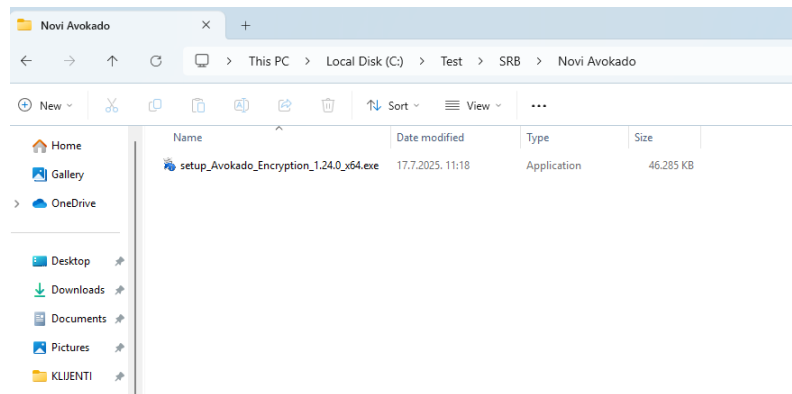 Novi Avokado
This PC > Local Disk (C:) > Test > SRB > Novi Avokado
New Sort View
Name Date modified Type Size
setup_Avokado_Encryption_1.24.0_x64.exe 17.7.2025. 11:18 Application 46.285 KB
Home
Gallery
OneDrive
Desktop
Downloads
Documents
Pictures
KLIJENTI